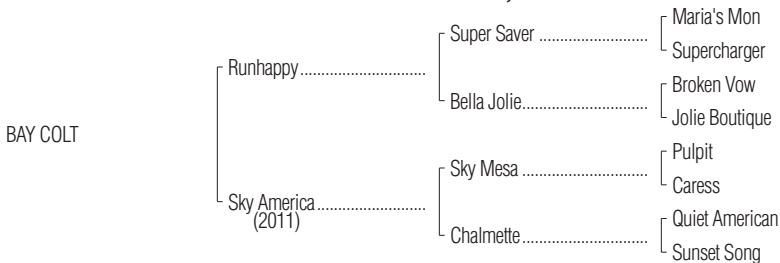 Maria's Mon
Super Saver ........................
Supercharger
Runhappy............................
Broken Vow
Bella Jolie............................
Jolie Boutique
BAY COLT
Pulpit
Sky Mesa ............................
Caress
Sky America........................
(2011)
Quiet American
Chalmette............................
Sunset Song